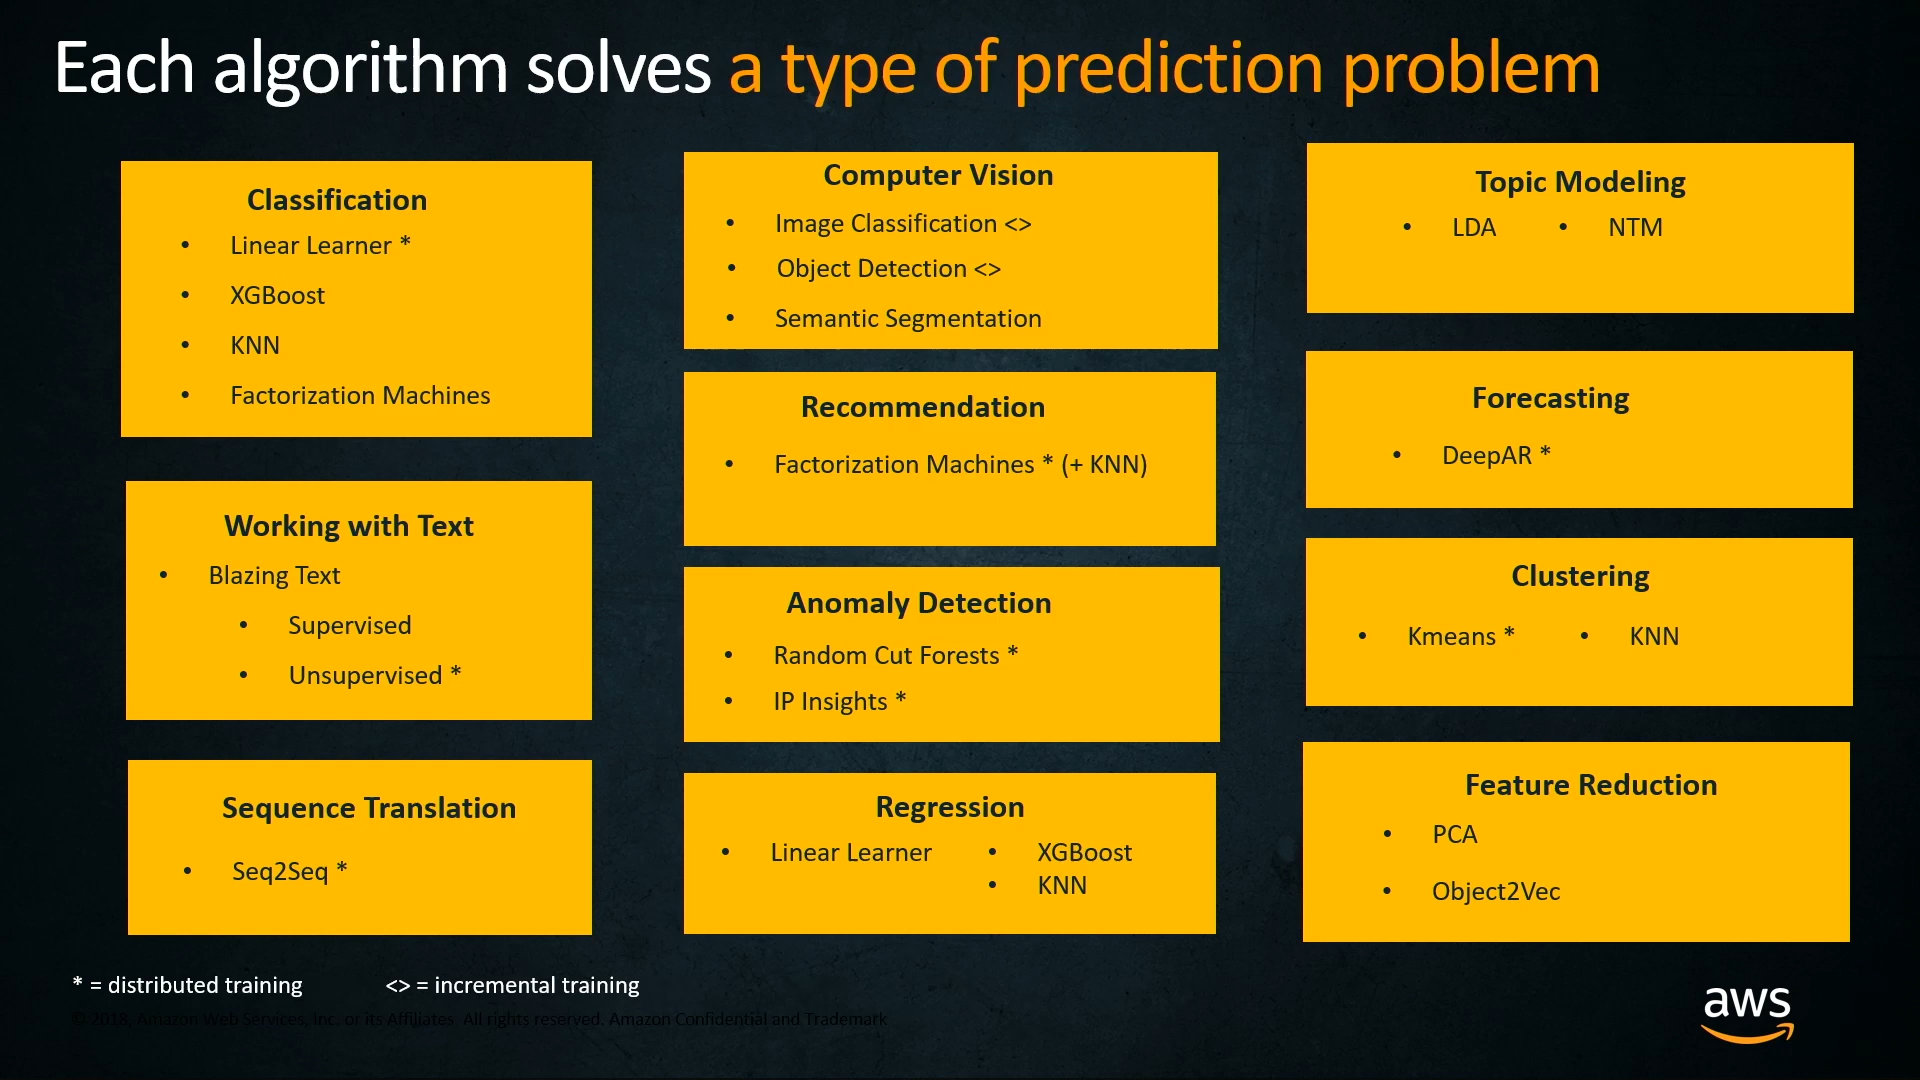 Each algorithm solves a type of prediction problem
Classification
• Linear Learner *
• XGBoost
• KNN
• Factorization Machines
Working with Text
• Blazing Text
• Supervised
• Unsupervised *
Sequence Translation
• Seq2Seq *
Computer Vision
• Image Classification <>
• Object Detection <>
• Semantic Segmentation
Recommendation
• Factorization Machines * (+ KNN)
Anomaly Detection
• Random Cut Forests *
• IP Insights *
Regression
• Linear Learner • XGBoost
• KNN
Topic Modeling
• LDA • NTM
Forecasting
• DeepAR *
Clustering
• Kmeans * • KNN
Feature Reduction
• PCA
• Object2Vec
* = distributed training <> = incremental training
© 2018, Amazon Web Services, Inc. or its Affiliates. All rights reserved. Amazon Confidential and Trademark
aws